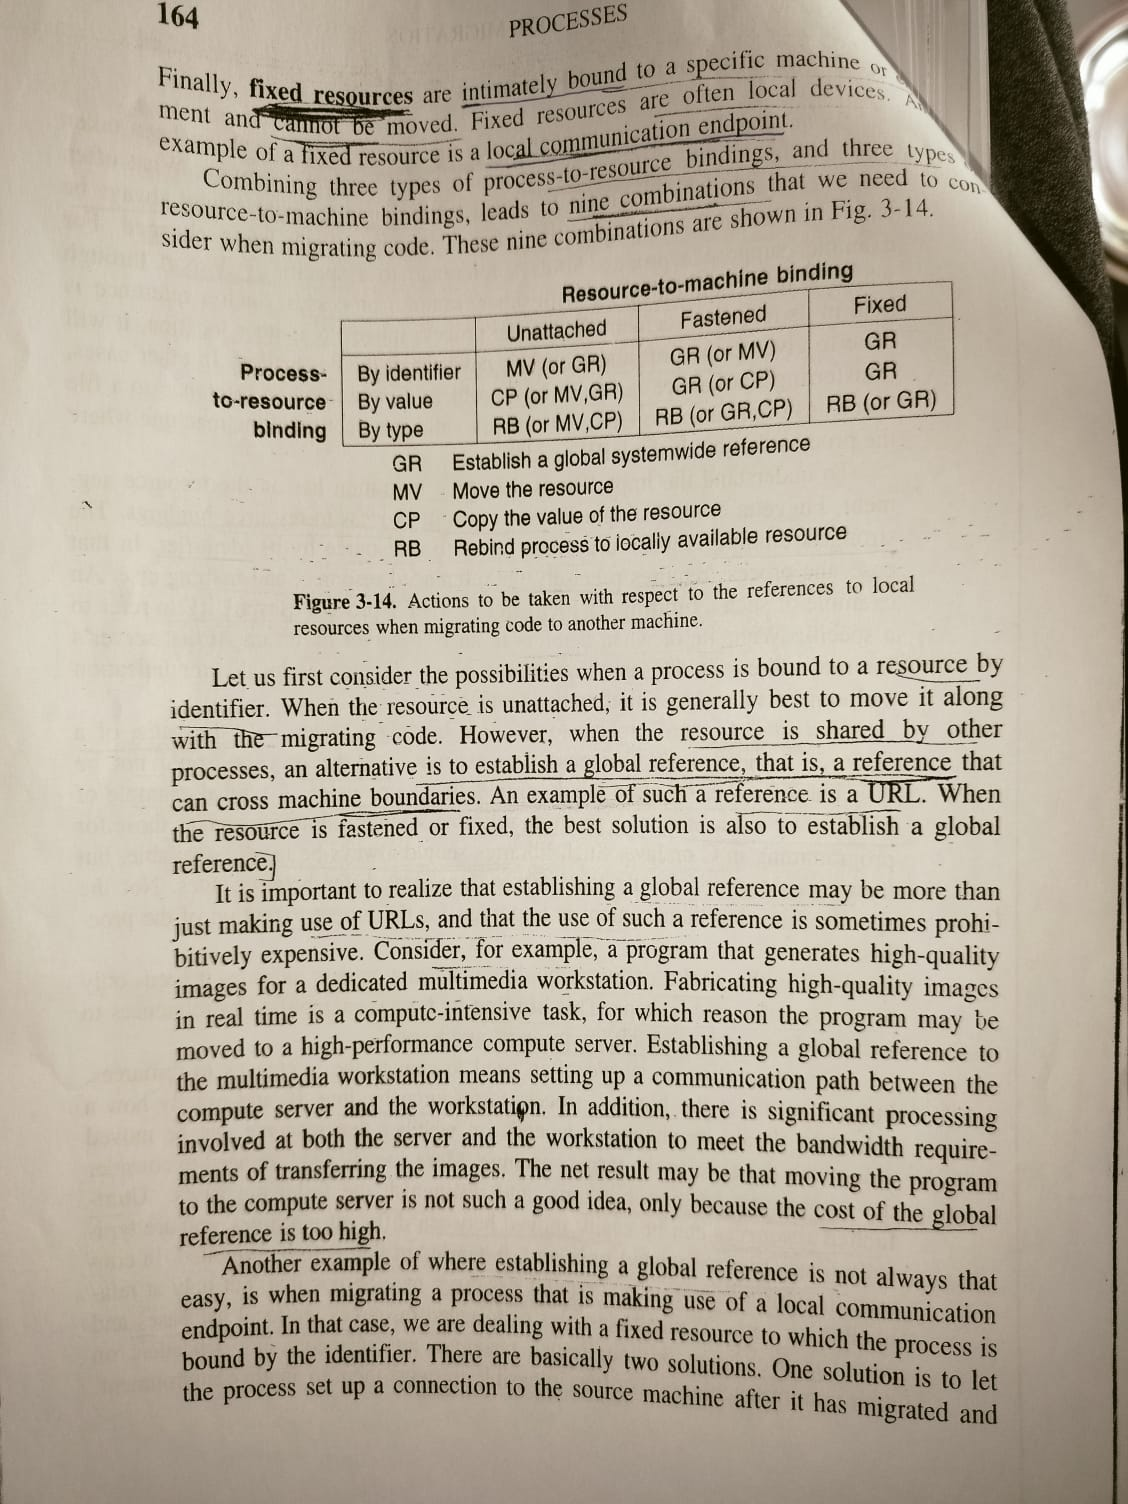 164
PROCESSES
Finally, fixed resources are intimately bound to a specific machine or
ment and cannot be moved. Fixed resources are often local devices.
example of a fixed resource is a local communication endpoint.
Combining three types of process-to-resource bindings, and three types
resource-to-machine bindings, leads to nine combinations that we need to con-
sider when migrating code. These nine combinations are shown in Fig. 3-14.
Resource-to-machine binding
Unattached Fastened Fixed
Process- By identifier MV (or GR) GR (or MV) GR
to-resource By value CP (or MV,GR) GR (or CP) GR
binding By type RB (or MV,CP) RB (or GR,CP) RB (or GR)
GR Establish a global systemwide reference
MV Move the resource
CP Copy the value of the resource
RB Rebind process to locally available resource
Figure 3-14. Actions to be taken with respect to the references to local
resources when migrating code to another machine.
Let us first consider the possibilities when a process is bound to a resource by
identifier. When the resource is unattached, it is generally best to move it along
with the migrating code. However, when the resource is shared by other
processes, an alternative is to establish a global reference, that is, a reference that
can cross machine boundaries. An example of such a reference is a URL. When
the resource is fastened or fixed, the best solution is also to establish a global
reference.
It is important to realize that establishing a global reference may be more than
just making use of URLs, and that the use of such a reference is sometimes prohi-
bitively expensive. Consider, for example, a program that generates high-quality
images for a dedicated multimedia workstation. Fabricating high-quality images
in real time is a compute-intensive task, for which reason the program may be
moved to a high-performance compute server. Establishing a global reference to
the multimedia workstation means setting up a communication path between the
compute server and the workstation. In addition, there is significant processing
involved at both the server and the workstation to meet the bandwidth require-
ments of transferring the images. The net result may be that moving the program
to the compute server is not such a good idea, only because the cost of the global
reference is too high.
Another example of where establishing a global reference is not always that
easy, is when migrating a process that is making use of a local communication
endpoint. In that case, we are dealing with a fixed resource to which the process is
bound by the identifier. There are basically two solutions. One solution is to let
the process set up a connection to the source machine after it has migrated and